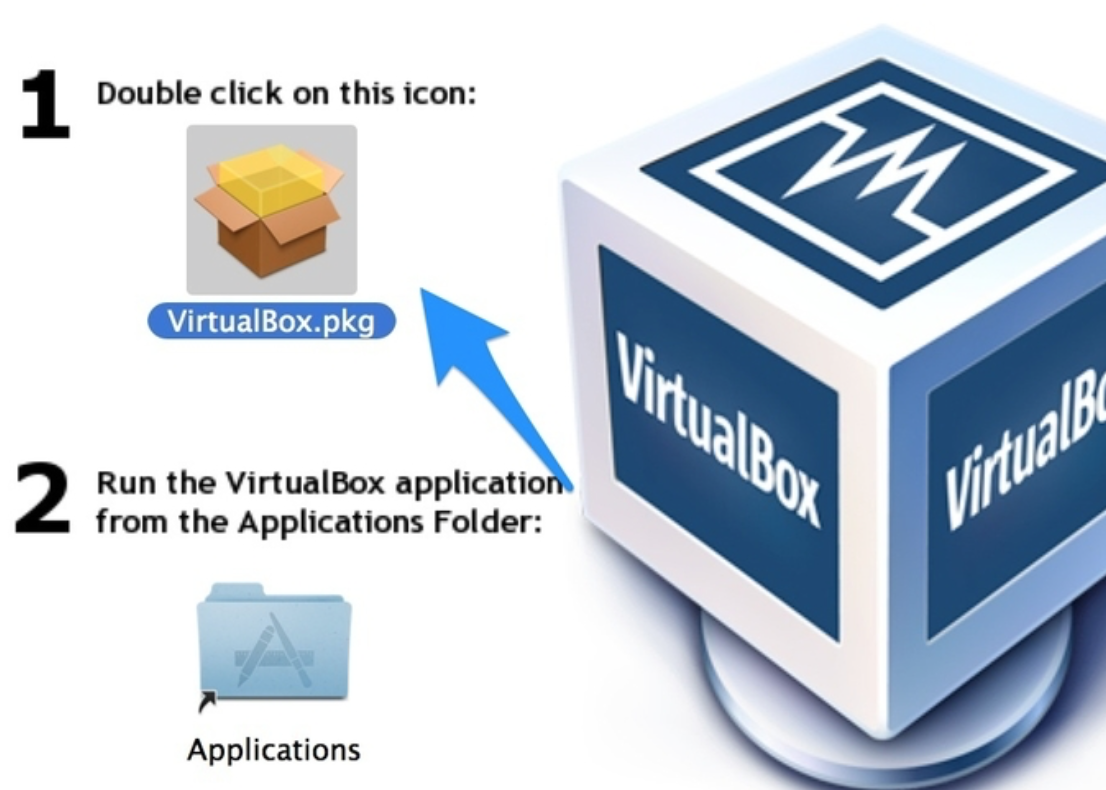 1
Double click on this icon:
VirtualBox.pkg
2
Run the VirtualBox application
from the Applications Folder:
Applications
VirtualBox
VirtualBo